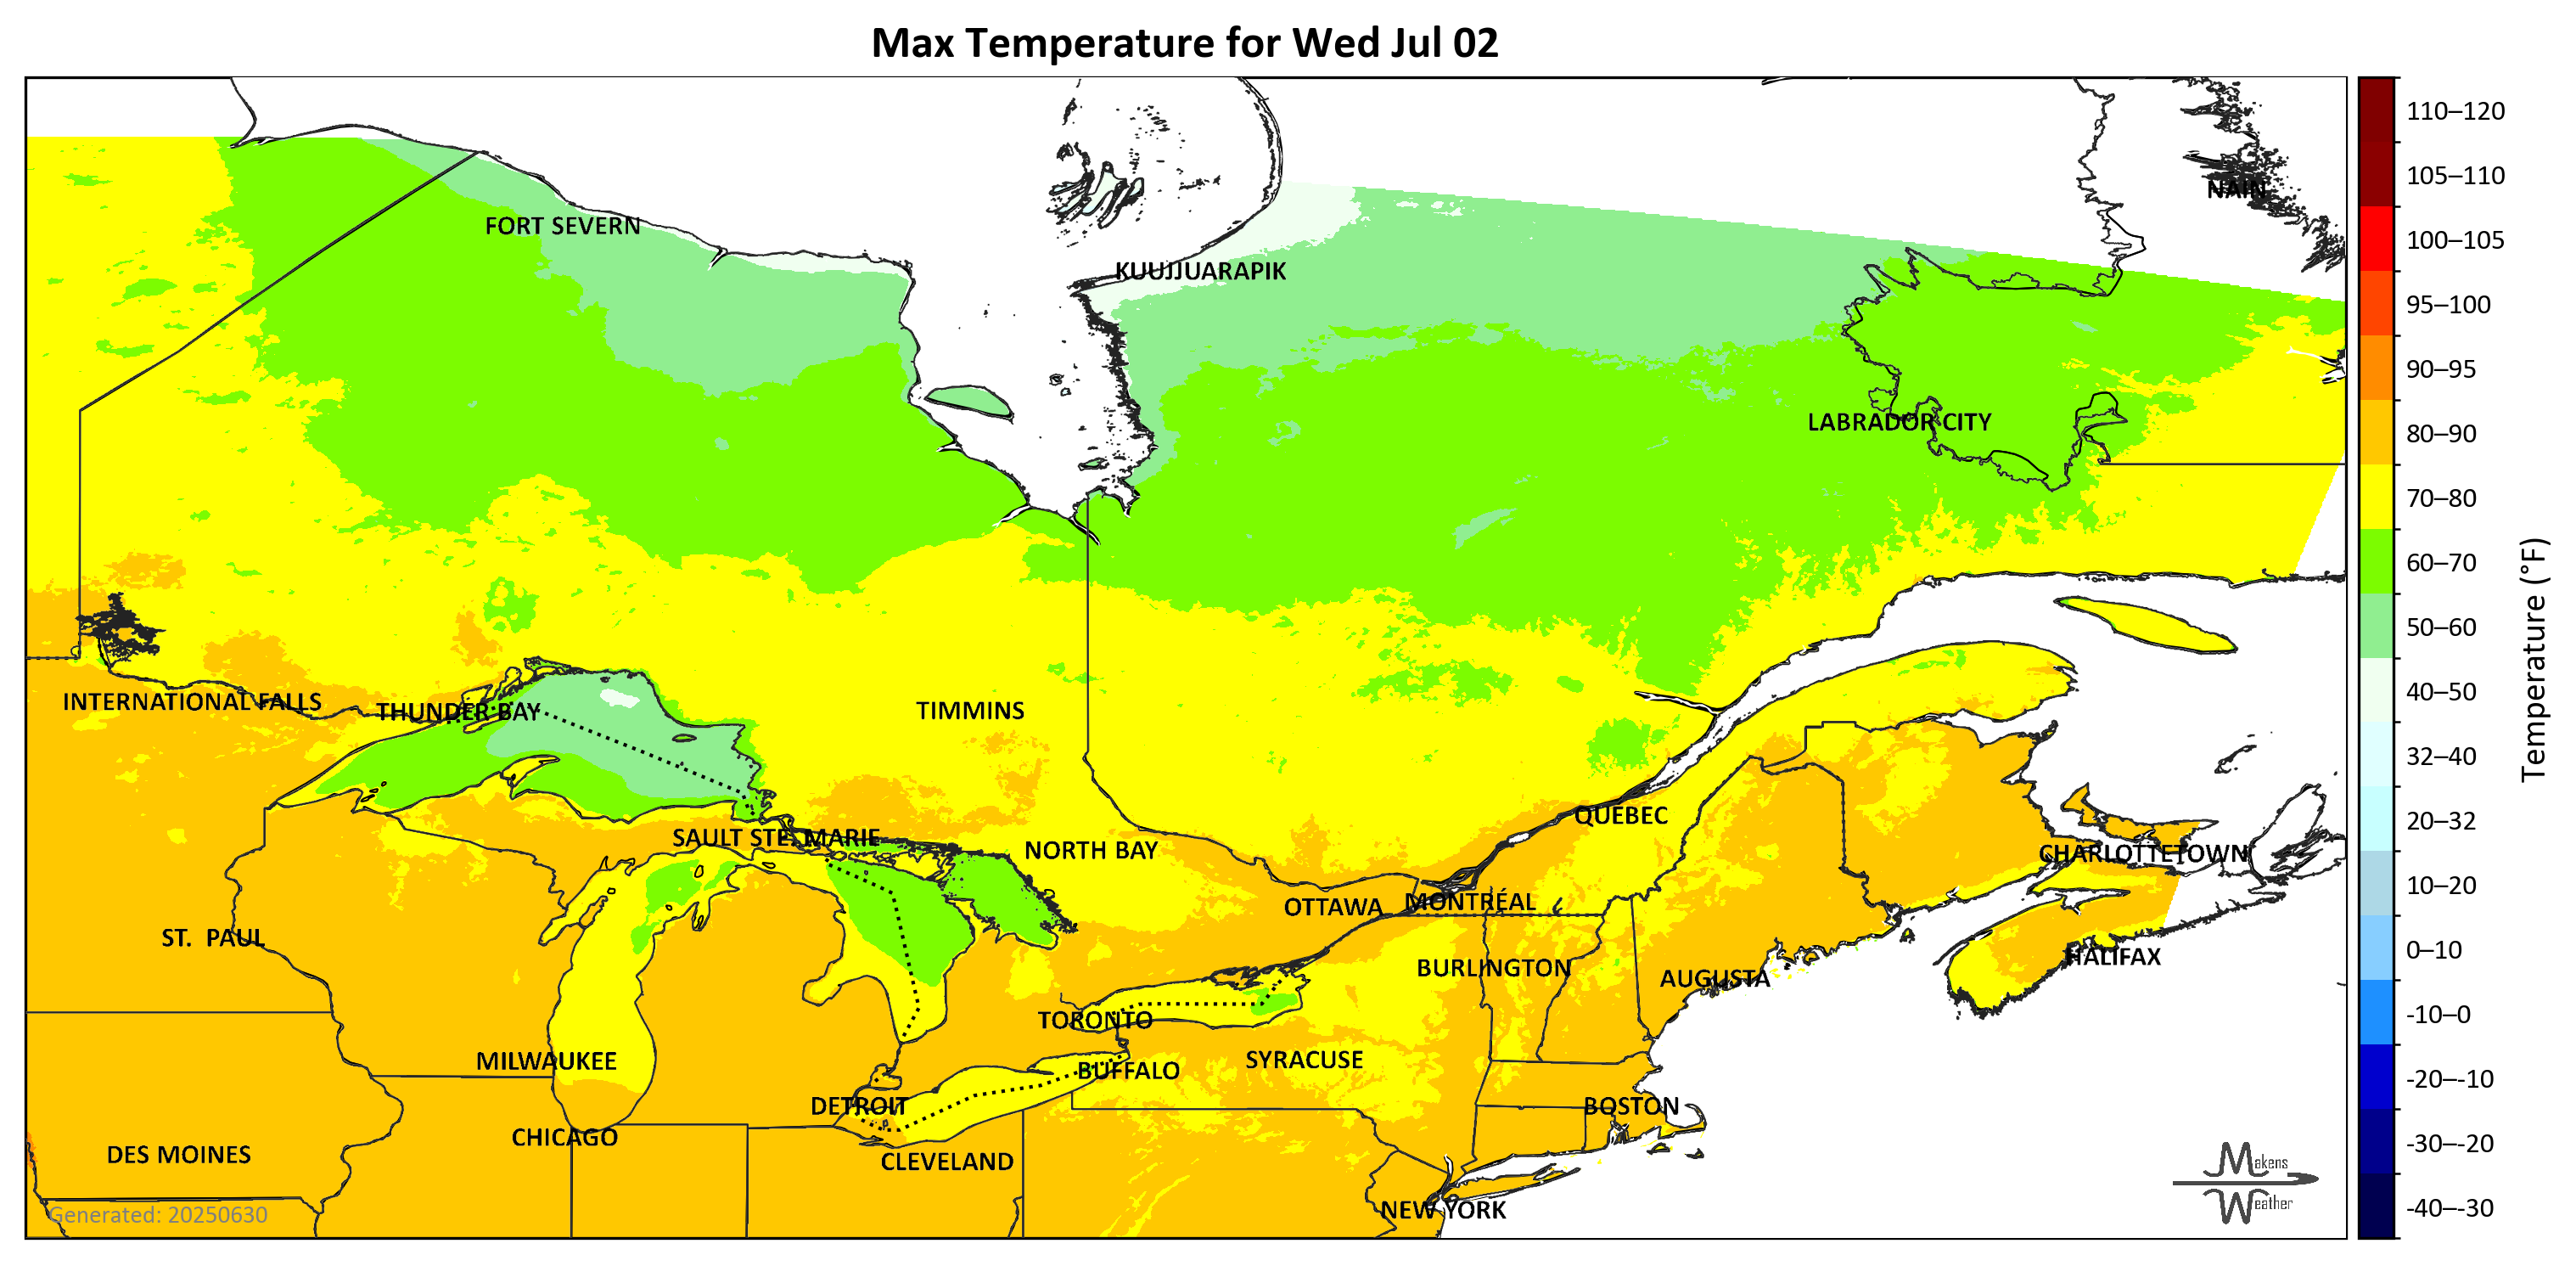 Max Temperature for Wed Jul 02
NAIN
FORT SEVERN
KUUJJUARAPIK
LABRADOR CITY
INTERNATIONAL FALLS
THUNDER BAY
TIMMINS
QUÉBEC
SAULT STE. MARIE
NORTH BAY
CHARLOTTETOWN
OTTAWA
MONTRÉAL
ST. PAUL
HALIFAX
BURLINGTON
AUGUSTA
TORONTO
MILWAUKEE
SYRACUSE
BUFFALO
DETROIT
BOSTON
CHICAGO
DES MOINES
CLEVELAND
NEW YORK
Generated: 20250630
Makens
Weather
110–120
105–110
100–105
95–100
90–95
80–90
70–80
60–70
50–60
40–50
32–40
20–32
10–20
0–10
-10–0
-20–-10
-30–-20
-40–-30
Temperature (°F)